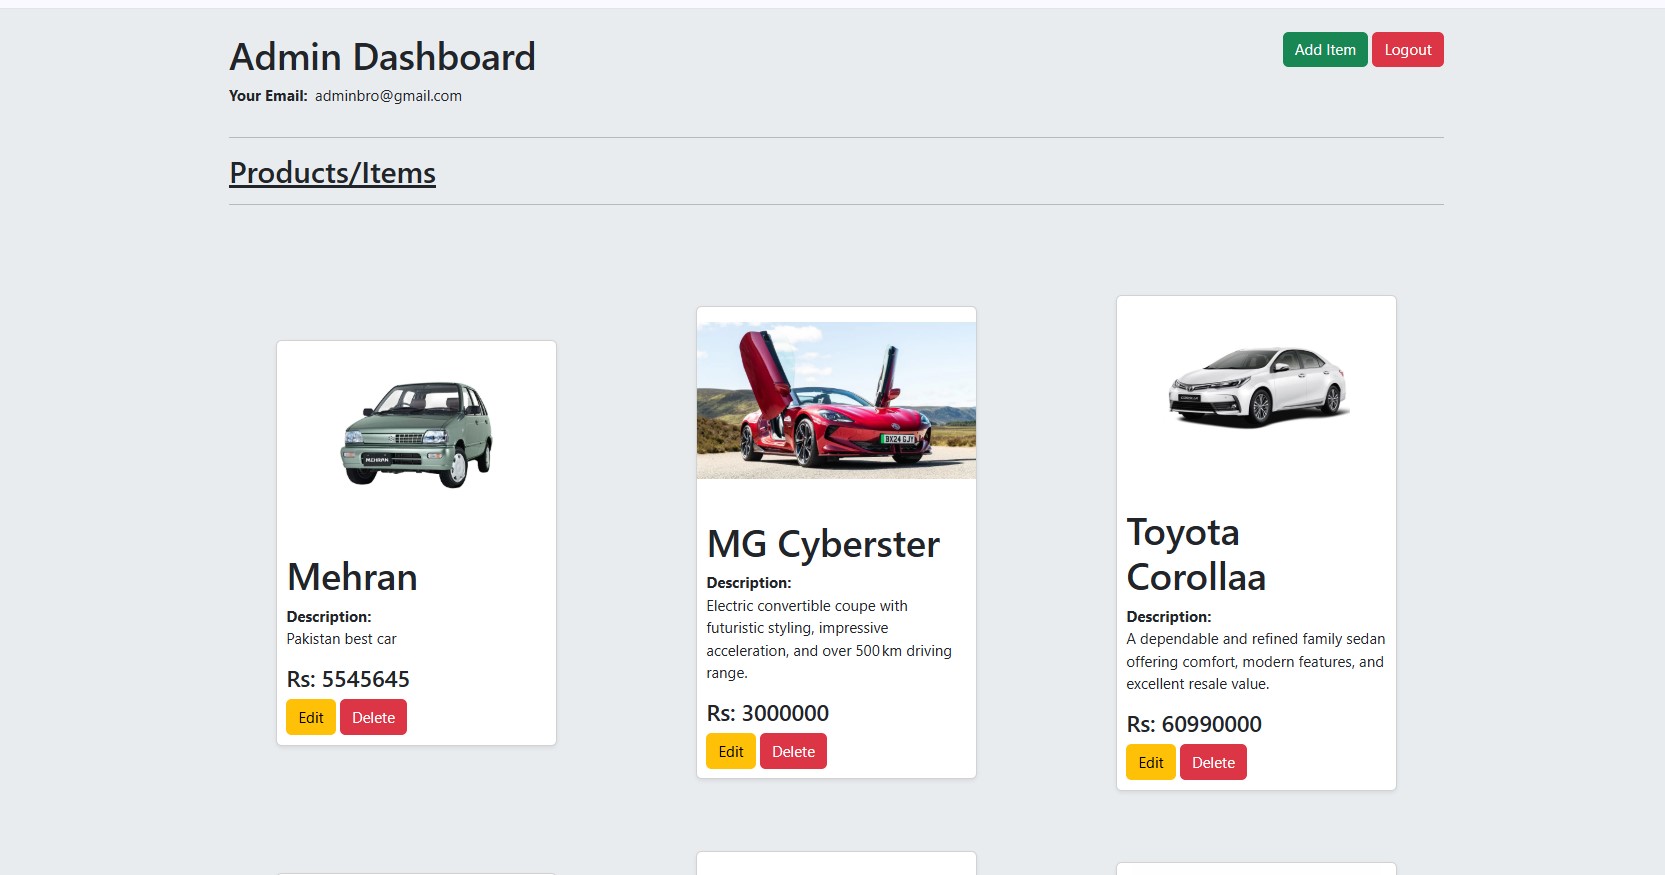 Admin Dashboard
Add Item
Logout
Your Email: adminbro@gmail.com
Products/Items
MEHRAN
Mehran
Description:
Pakistan best car
Rs: 5545645
Edit
Delete
BX24 GJY
MG Cyberster
Description:
Electric convertible coupe with
futuristic styling, impressive
acceleration, and over 500 km driving
range.
Rs: 3000000
Edit
Delete
Toyota
Corollaa
Description:
A dependable and refined family sedan
offering comfort, modern features, and
excellent resale value.
Rs: 60990000
Edit
Delete